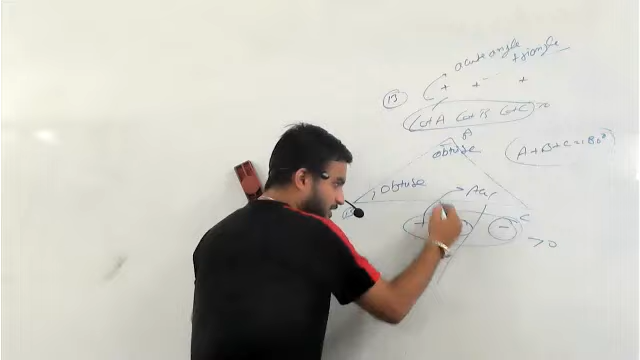 acute angle
triangle
+ + +
13
Cot A Cot B Cot C >0
A
obtuse
A+B+C=180°
Obtuse
Acu
B
C
+
−
>0